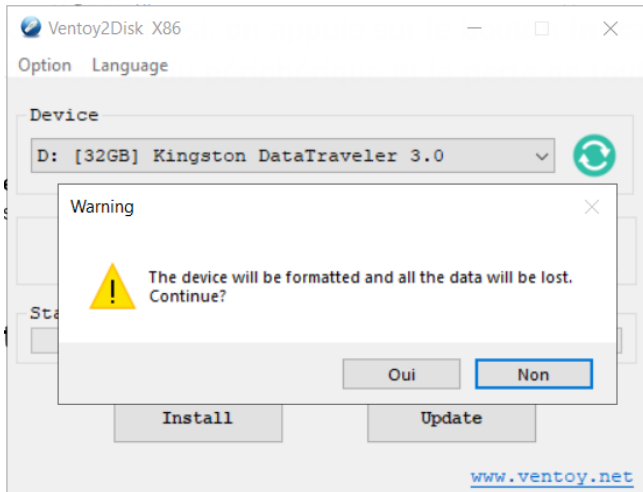 Ventoy2Disk X86
Option Language
Device
D: [32GB] Kingston DataTraveler 3.0
Warning
The device will be formatted and all the data will be lost.
Continue?
Sta
Oui Non
Install Update
www.ventoy.net